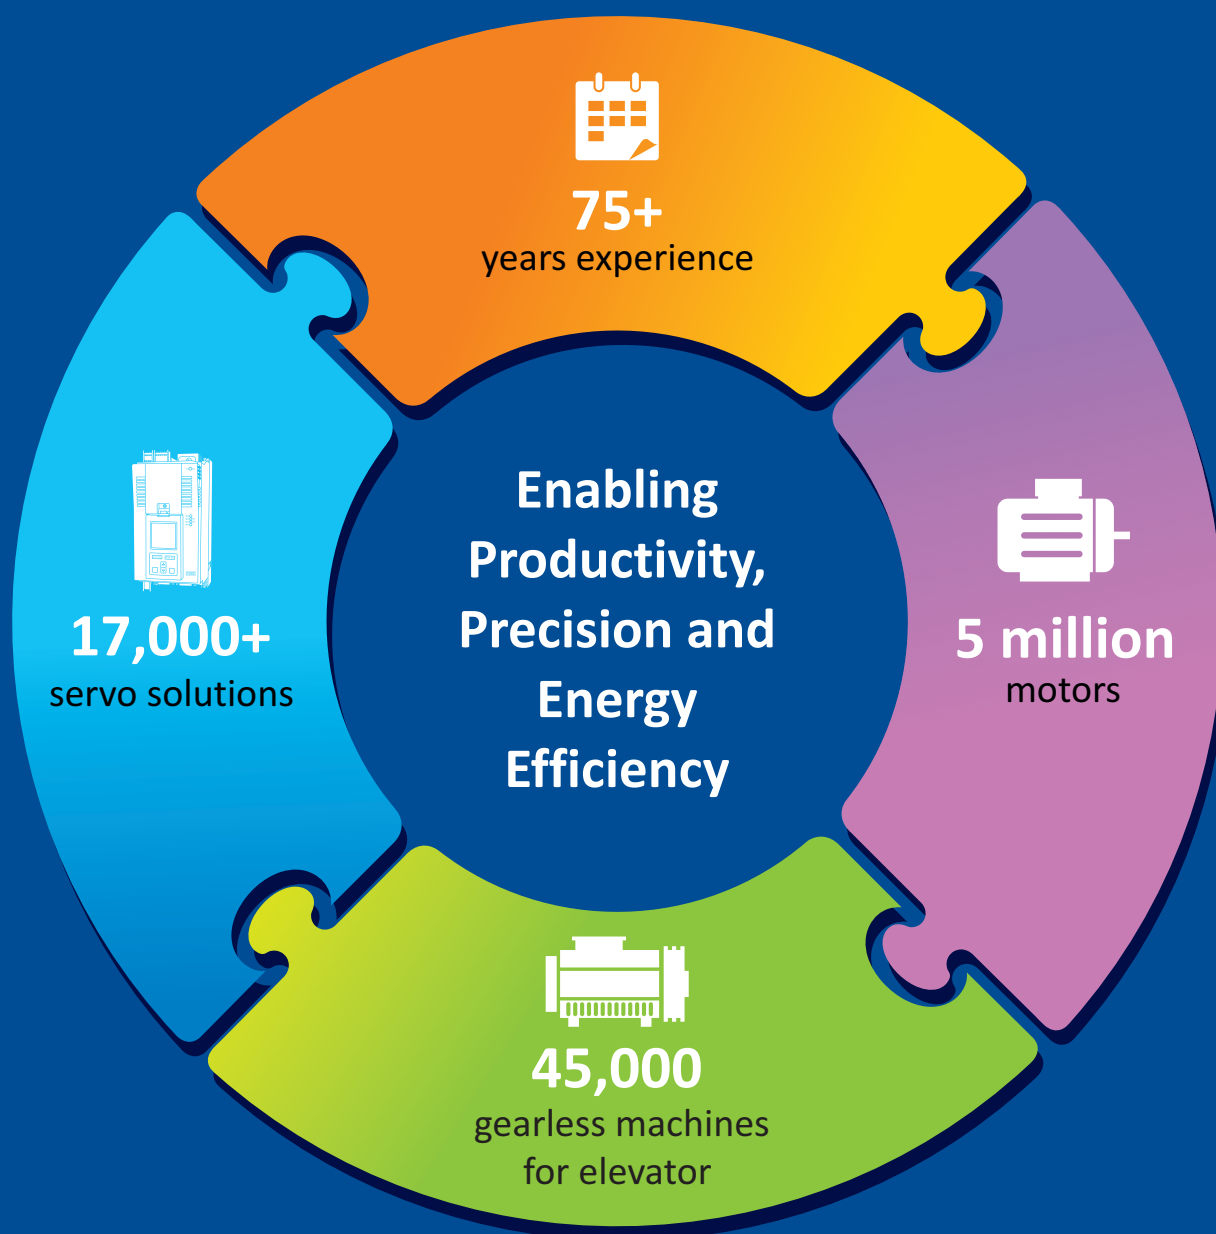 75+
years experience
17,000+
servo solutions
Enabling
Productivity,
Precision and
Energy
Efficiency
5 million
motors
45,000
gearless machines
for elevator